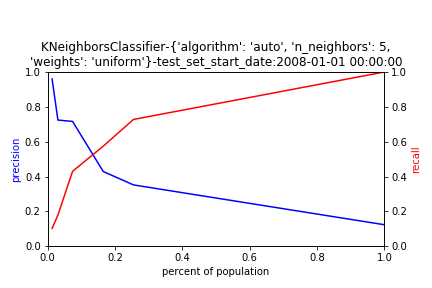 KNeighborsClassifier-{'algorithm': 'auto', 'n_neighbors': 5,
'weights': 'uniform'}-test_set_start_date:2008-01-01 00:00:00
1.0
0.8
0.6
0.4
0.2
0.0
precision
1.0
0.8
0.6
0.4
0.2
0.0
recall
0.0 0.2 0.4 0.6 0.8 1.0
percent of population